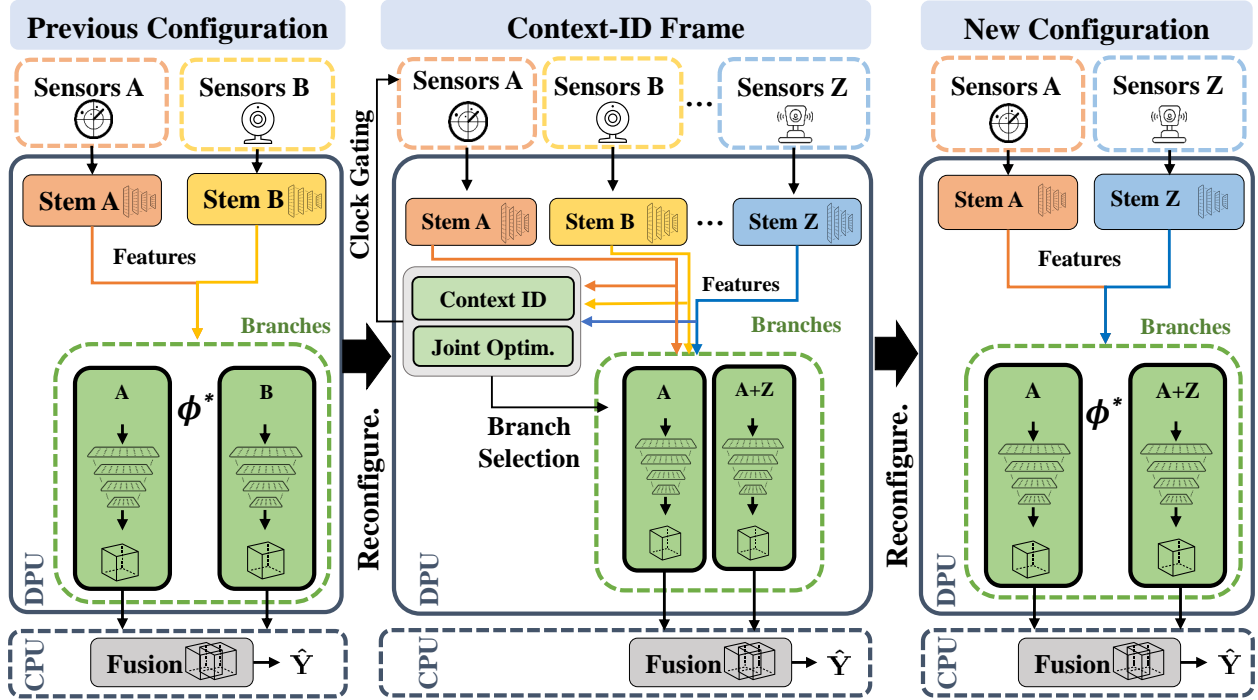 Previous Configuration
Sensors A
Sensors B
Stem A
Stem B
Features
Branches
A
ϕ*
B
DPU
CPU
Fusion
Ŷ
Reconfigure.
Context-ID Frame
Clock Gating
Sensors A
Sensors B
...
Sensors Z
Stem A
Stem B
...
Stem Z
Features
Context ID
Joint Optim.
Branches
Branch
Selection
A
A+Z
DPU
CPU
Fusion
Ŷ
Reconfigure.
New Configuration
Sensors A
Sensors Z
Stem A
Stem Z
Features
Branches
A
ϕ*
A+Z
DPU
CPU
Fusion
Ŷ